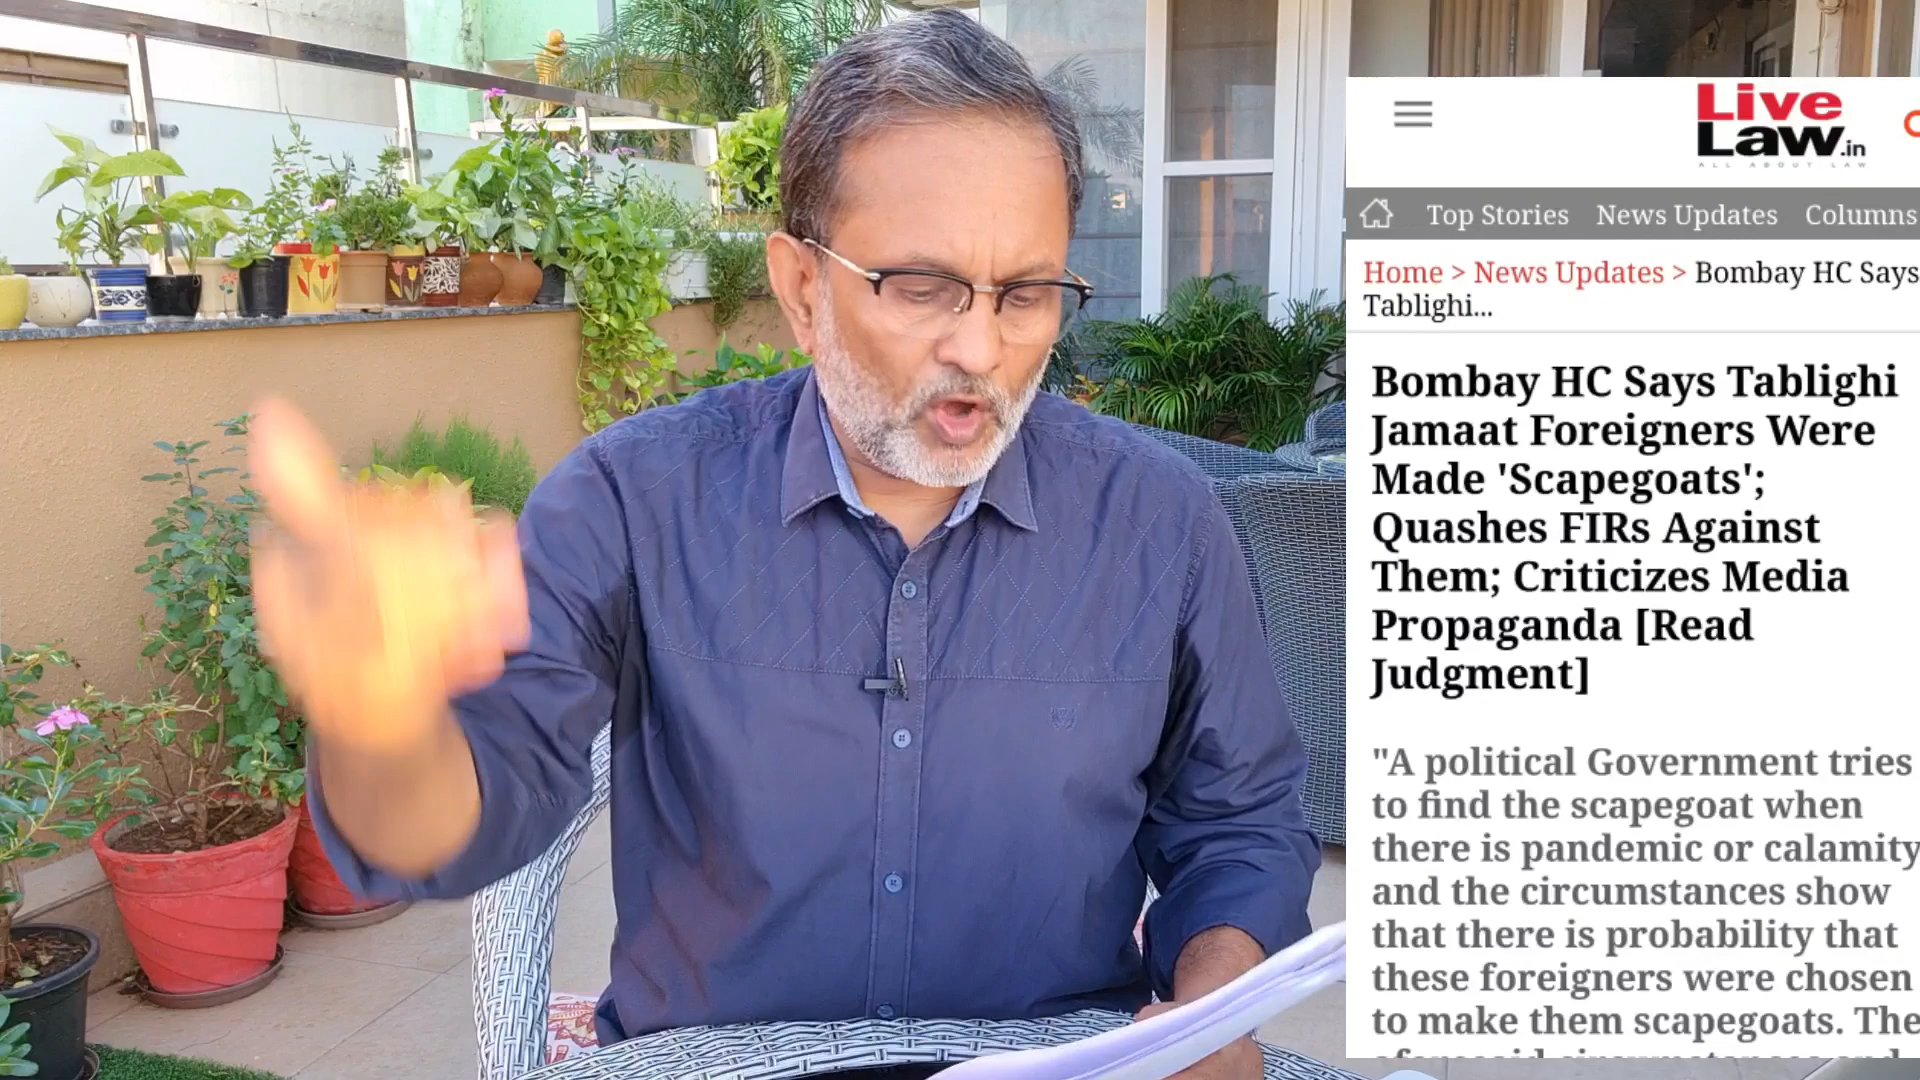 Live
Law.in
ALL ABOUT LAW
Top Stories News Updates Columns
Home > News Updates > Bombay HC Says
Tablighi...
Bombay HC Says Tablighi
Jamaat Foreigners Were
Made 'Scapegoats';
Quashes FIRs Against
Them; Criticizes Media
Propaganda [Read
Judgment]
"A political Government tries
to find the scapegoat when
there is pandemic or calamity
and the circumstances show
that there is probability that
these foreigners were chosen
to make them scapegoats. The